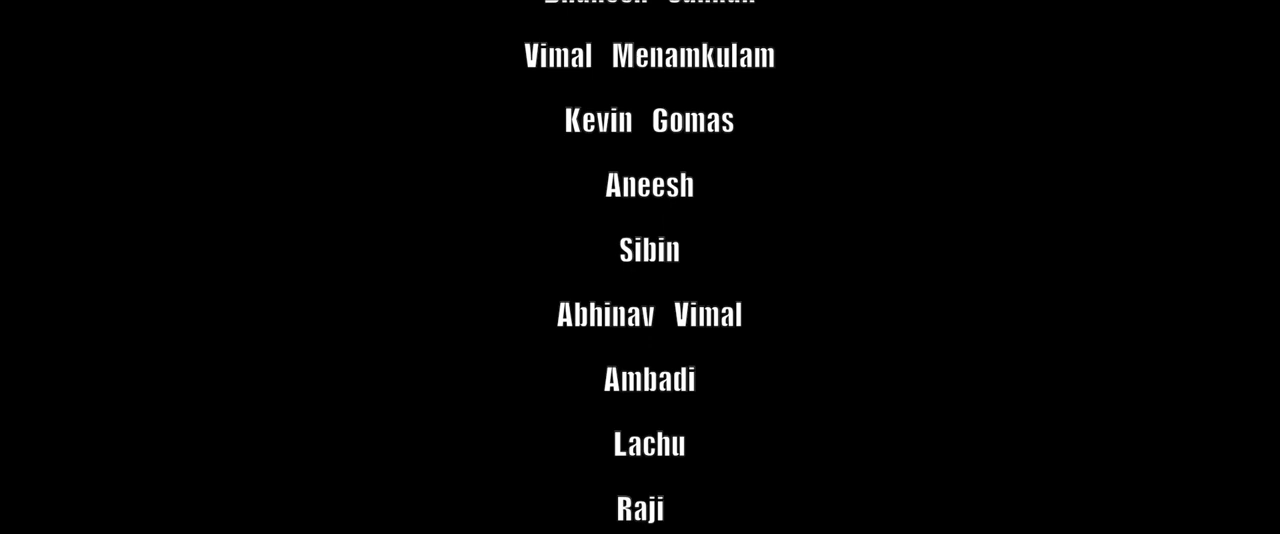 Vimal Menamkulam
Kevin Gomas
Aneesh
Sibin
Abhinav Vimal
Ambadi
Lachu
Raji